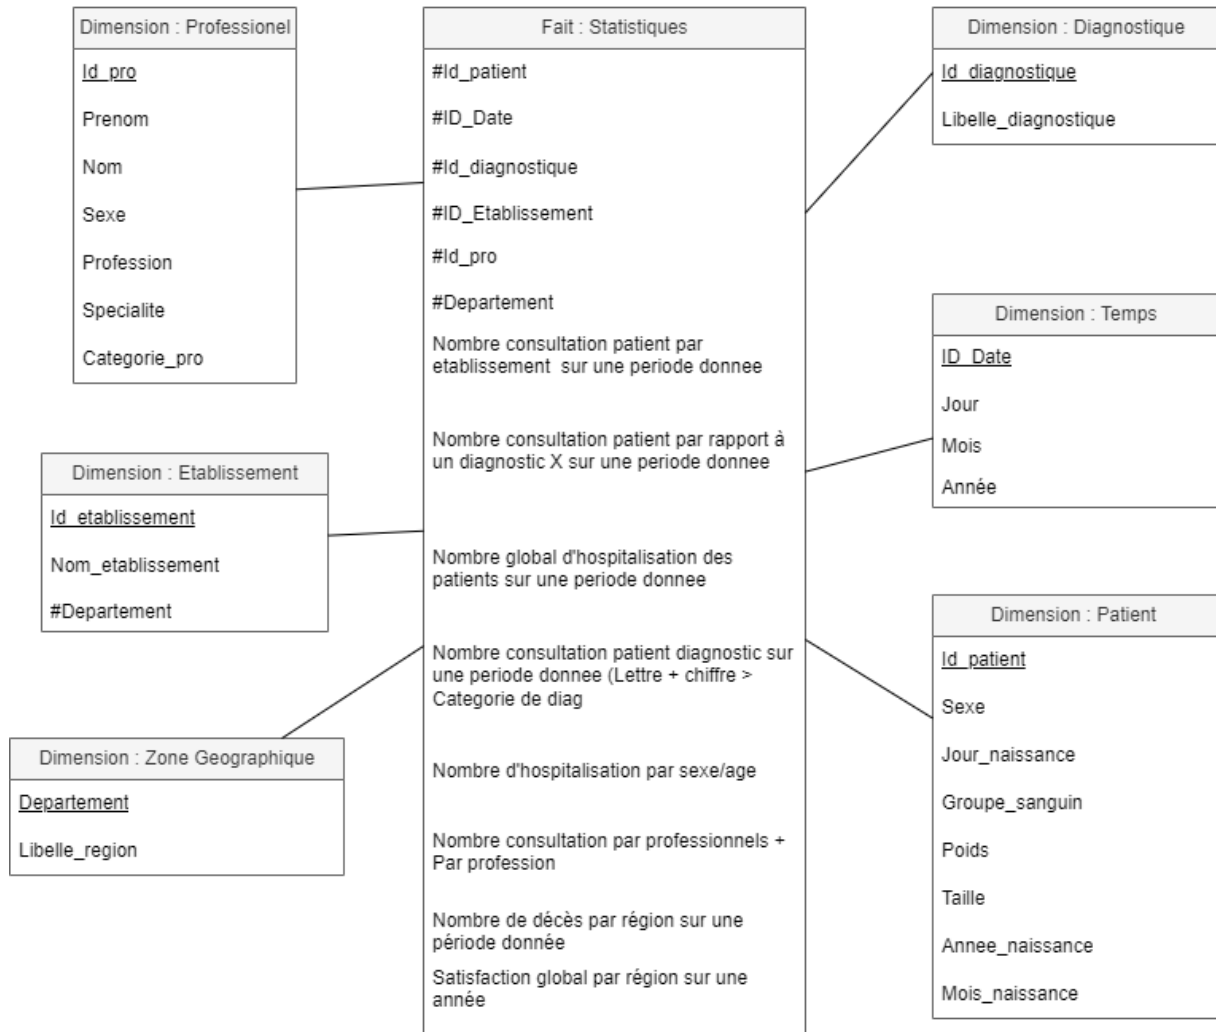 Dimension : Professionel
Id_pro
Prenom
Nom
Sexe
Profession
Specialite
Categorie_pro
Dimension : Etablissement
Id_etablissement
Nom_etablissement
#Departement
Dimension : Zone Geographique
Departement
Libelle_region
Fait : Statistiques
#Id_patient
#ID_Date
#Id_diagnostique
#ID_Etablissement
#Id_pro
#Departement
Nombre consultation patient par
etablissement sur une periode donnee
Nombre consultation patient par rapport à
un diagnostic X sur une periode donnee
Nombre global d'hospitalisation des
patients sur une periode donnee
Nombre consultation patient diagnostic sur
une periode donnee (Lettre + chiffre >
Categorie de diag
Nombre d'hospitalisation par sexe/age
Nombre consultation par professionnels +
Par profession
Nombre de décès par région sur une
période donnée
Satisfaction global par région sur une
année
Dimension : Diagnostique
Id_diagnostique
Libelle_diagnostique
Dimension : Temps
ID_Date
Jour
Mois
Année
Dimension : Patient
Id_patient
Sexe
Jour_naissance
Groupe_sanguin
Poids
Taille
Annee_naissance
Mois_naissance